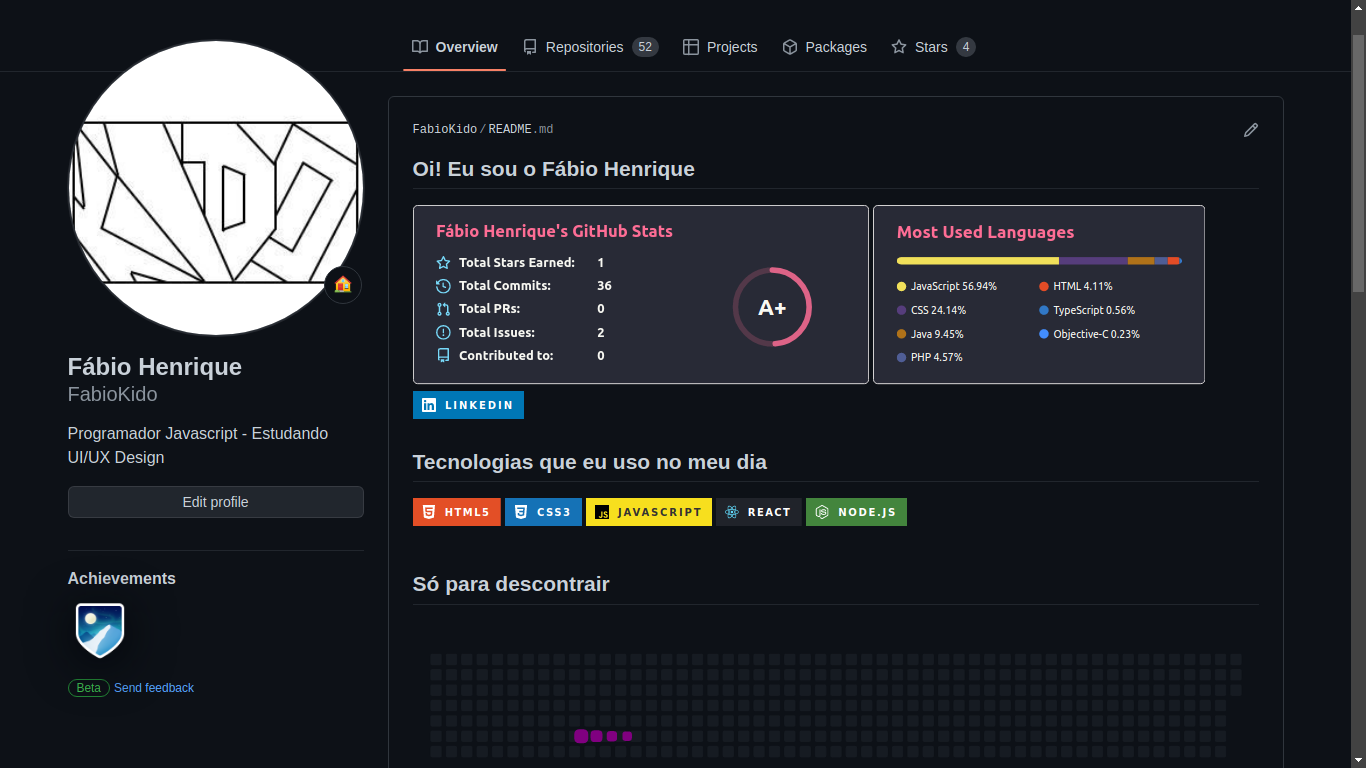 Overview
Repositories 52
Projects
Packages
Stars 4
Fábio Henrique
FabioKido
Programador Javascript - Estudando
UI/UX Design
Edit profile
Achievements
Beta Send feedback
FabioKido/README.md
Oi! Eu sou o Fábio Henrique
Fábio Henrique's GitHub Stats
Total Stars Earned: 1
Total Commits: 36
Total PRs: 0
Total Issues: 2
Contributed to: 0
A+
Most Used Languages
JavaScript 56.94%
CSS 24.14%
Java 9.45%
PHP 4.57%
HTML 4.11%
TypeScript 0.56%
Objective-C 0.23%
LINKEDIN
Tecnologias que eu uso no meu dia
HTML5
CSS3
JS JAVASCRIPT
REACT
NODE.JS
Só para descontrair